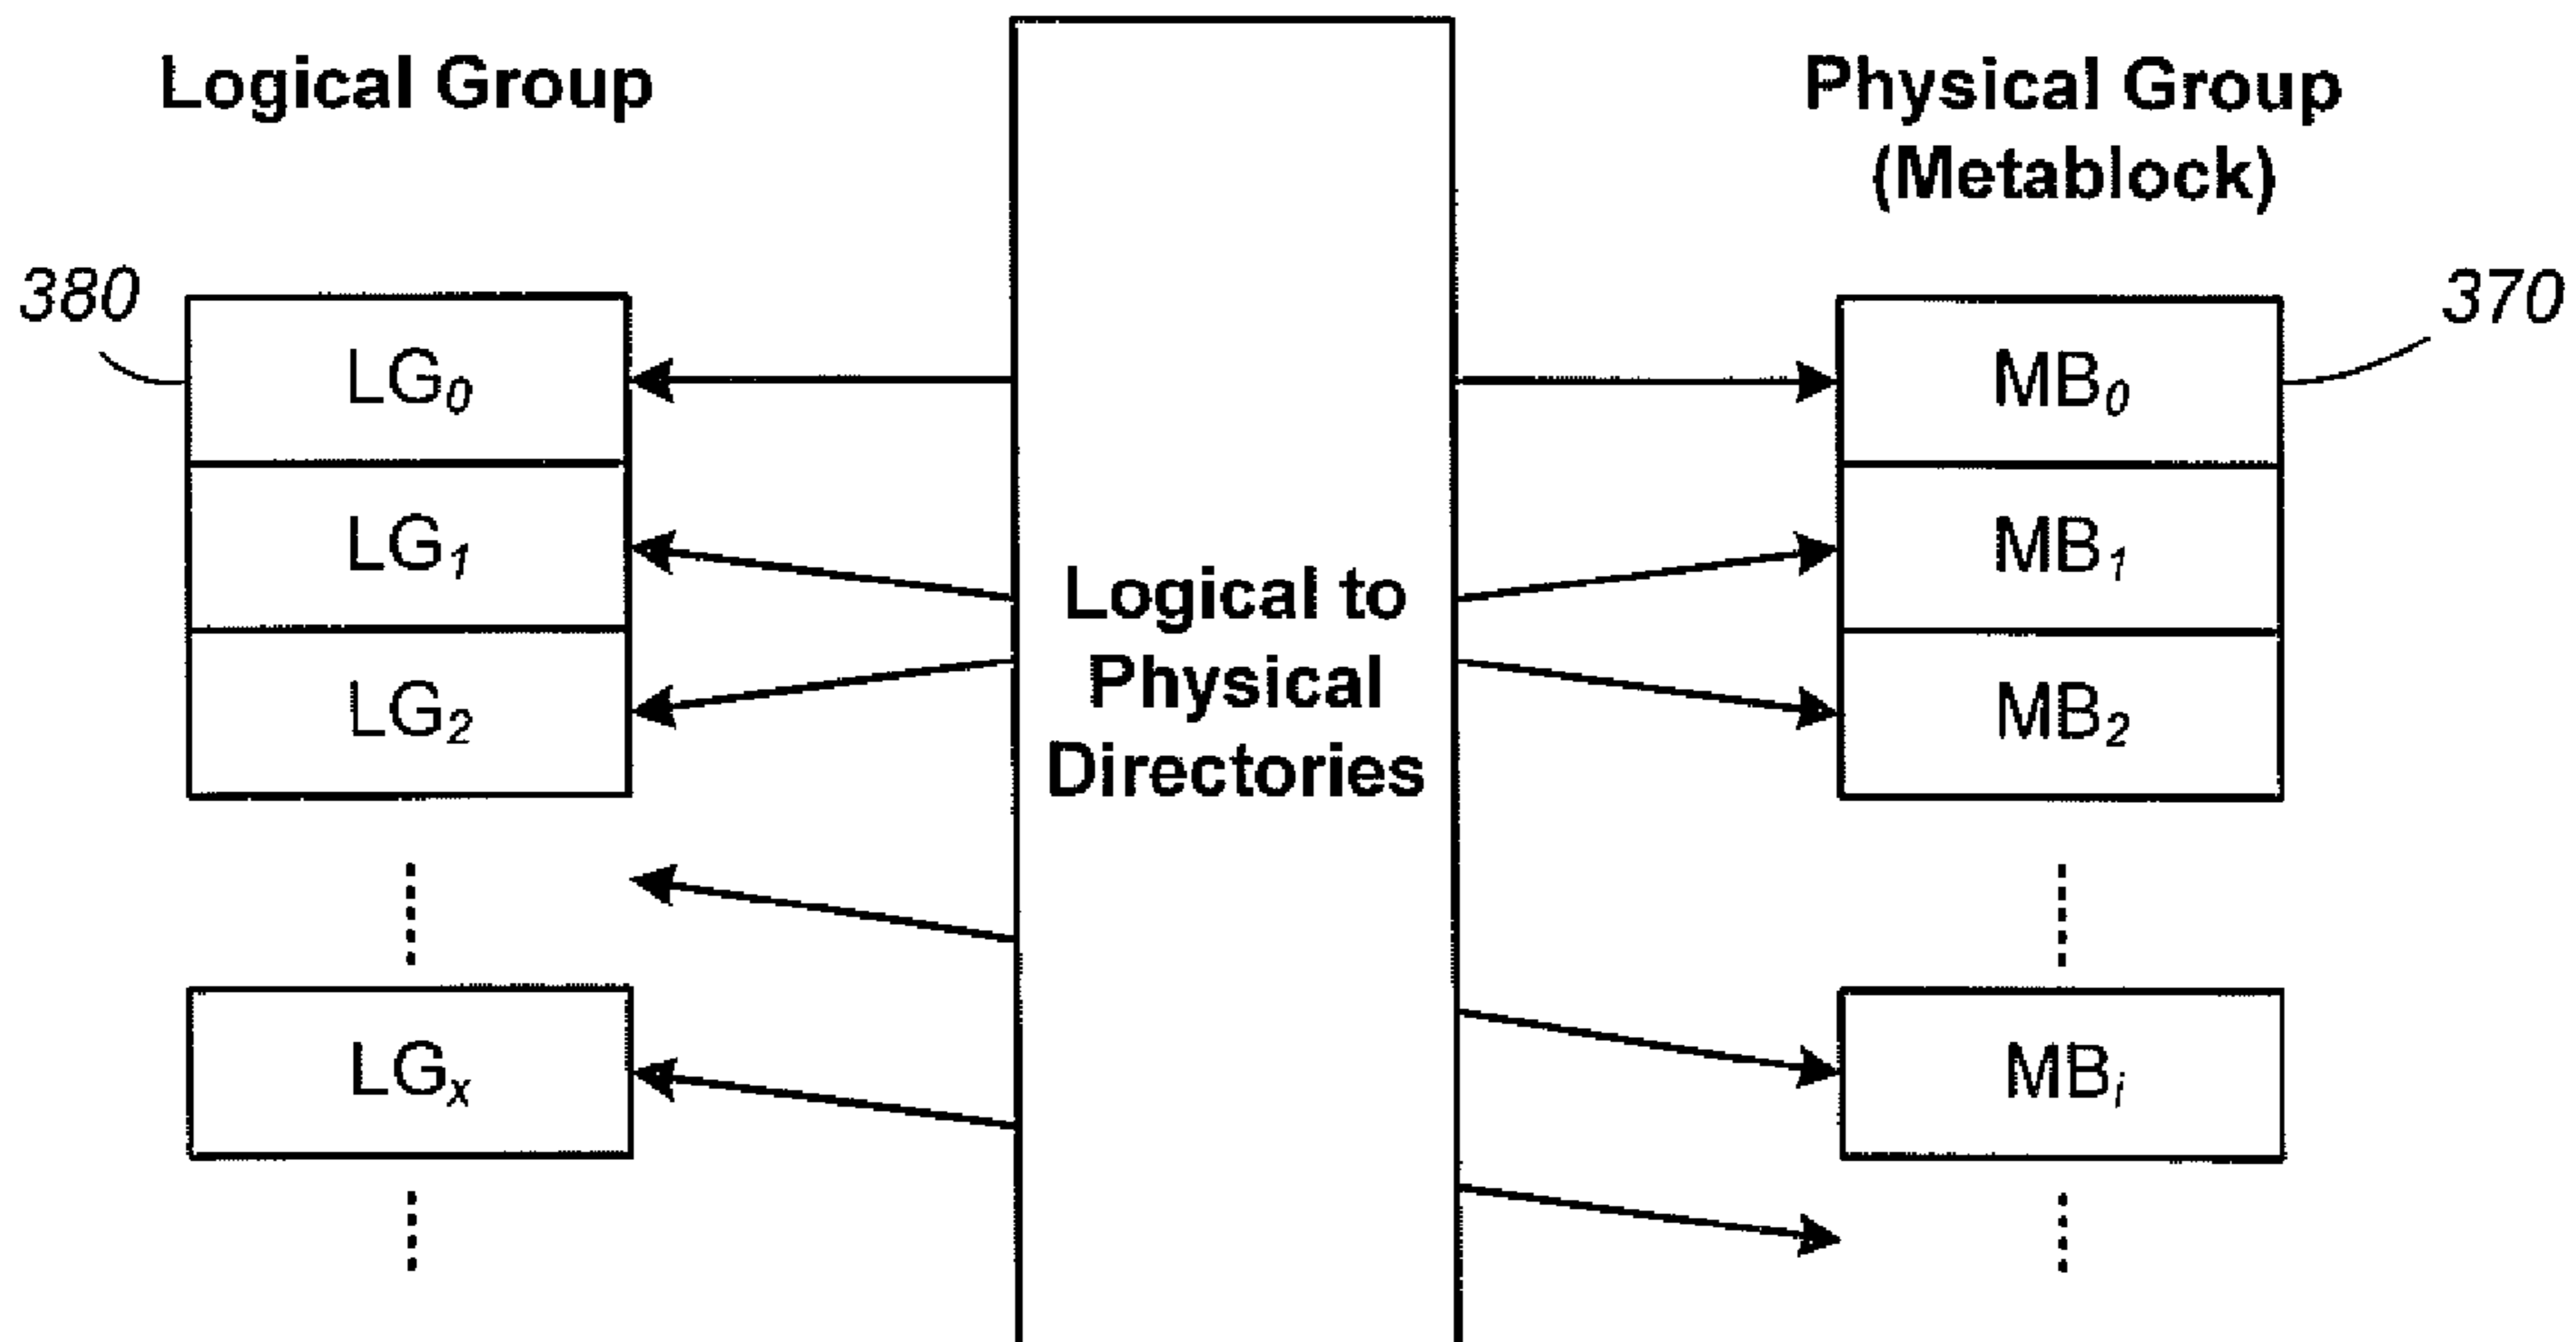 Logical Group
Physical Group
(Metablock)
380
370
LG0
MB0
LG1
MB1
LG2
MB2
Logical to
Physical
Directories
LGx
MBi